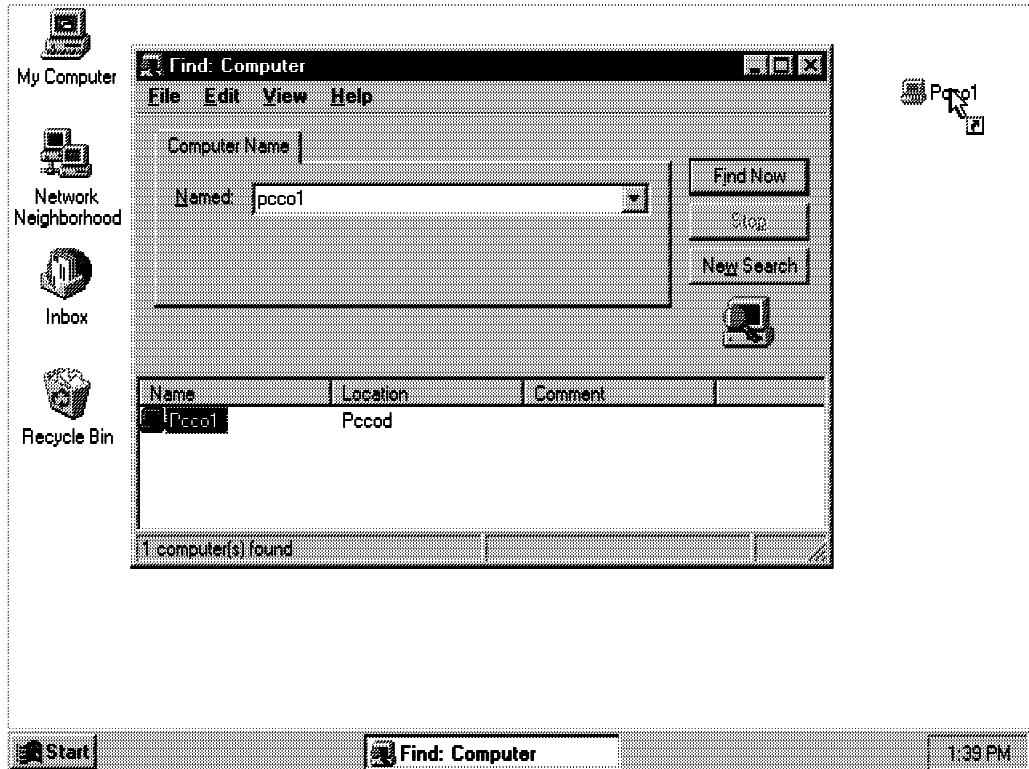 My Computer
Network
Neighborhood
Inbox
Recycle Bin
Find: Computer
File Edit View Help
Computer Name
Named: pcco1
Find Now
Stop
New Search
Name Location Comment
Pcco1 Pccod
1 computer(s) found
Pcco1
Start
Find: Computer
1:39 PM